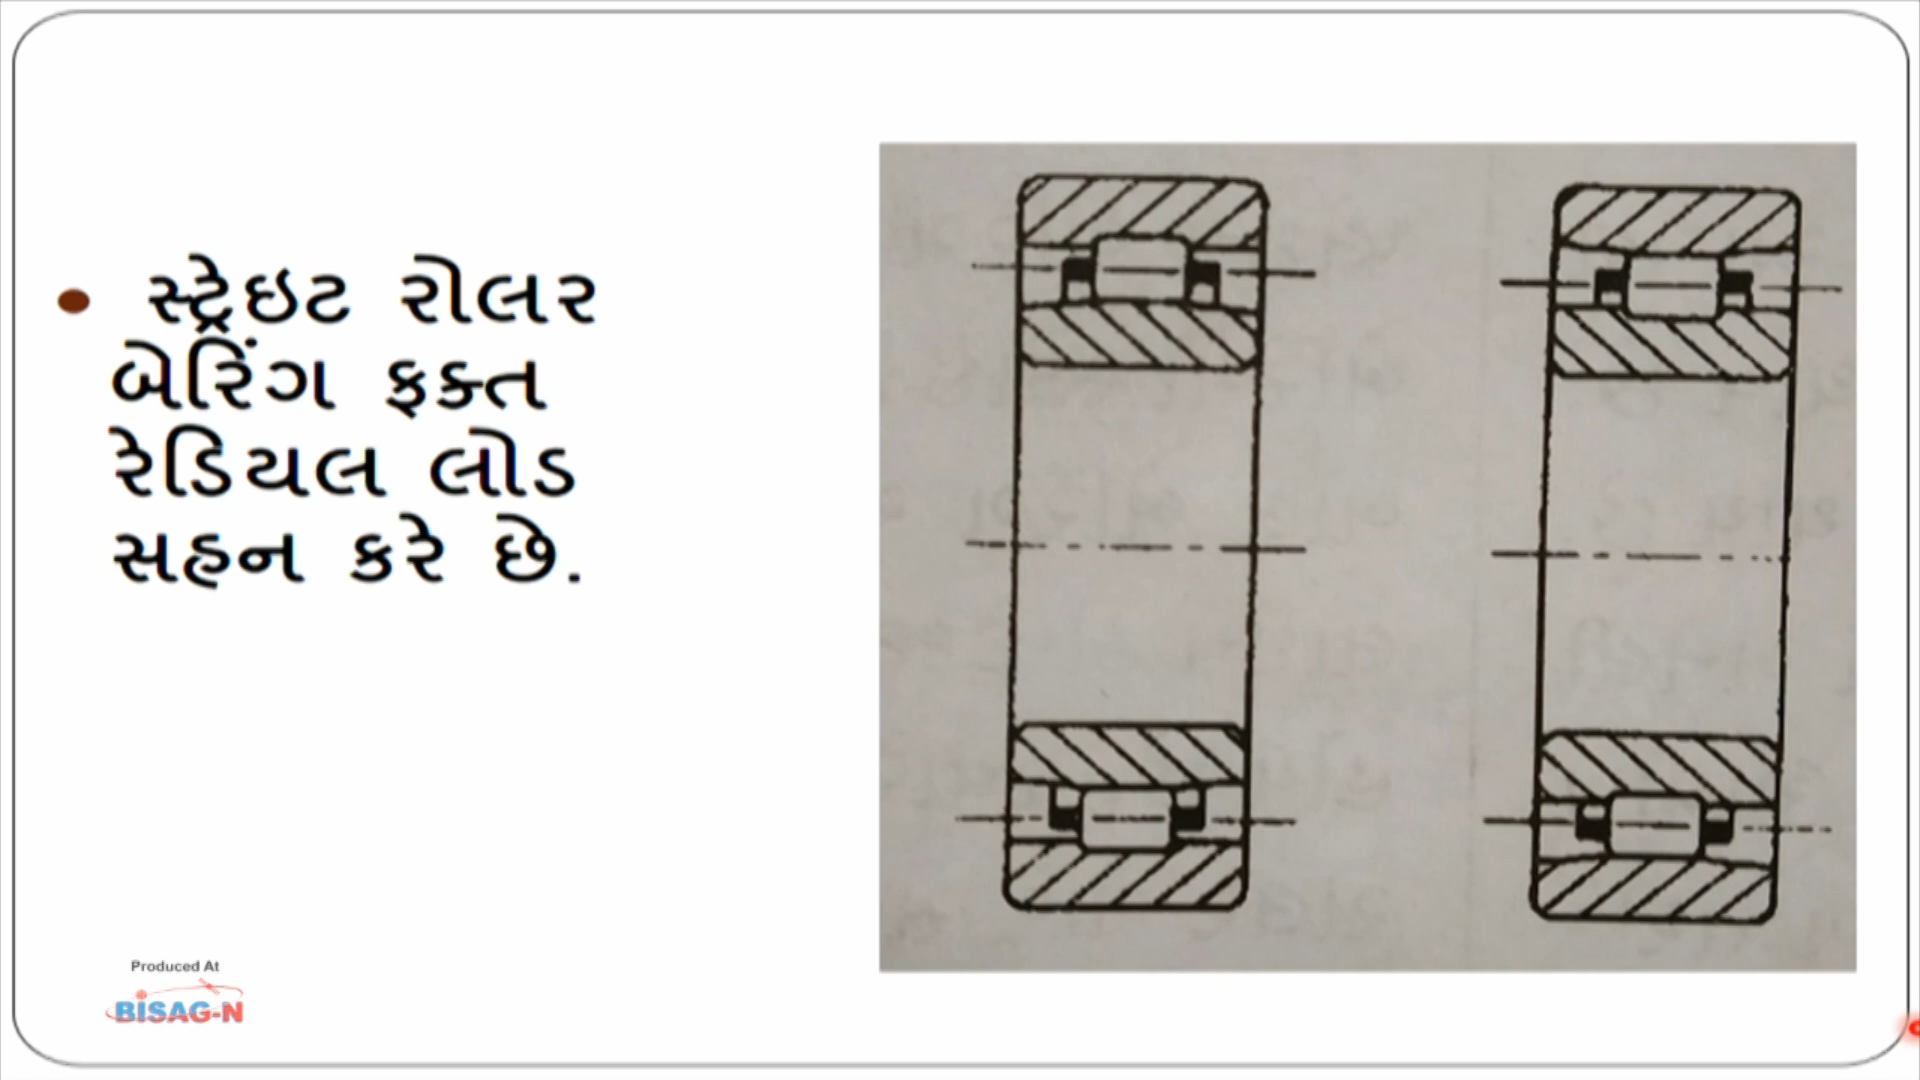 સ્ટ્રેઇટ રોલર
બેરિંગ ફક્ત
રેડિયલ લોડ
સહન કરે છે.
Produced At
BISAG-N